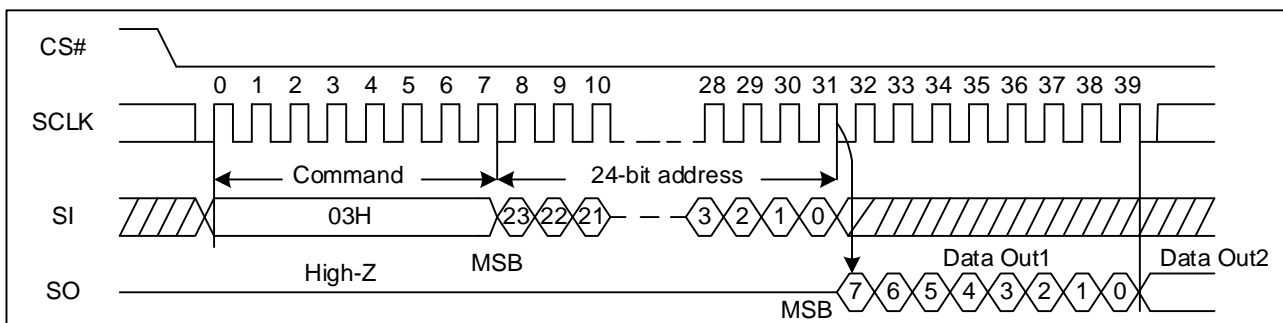 CS#
0 1 2 3 4 5 6 7 8 9 10 28 29 30 31 32 33 34 35 36 37 38 39
SCLK
Command 24-bit address
SI 03H 23 22 21 3 2 1 0
High-Z MSB Data Out1 Data Out2
SO 7 6 5 4 3 2 1 0
MSB